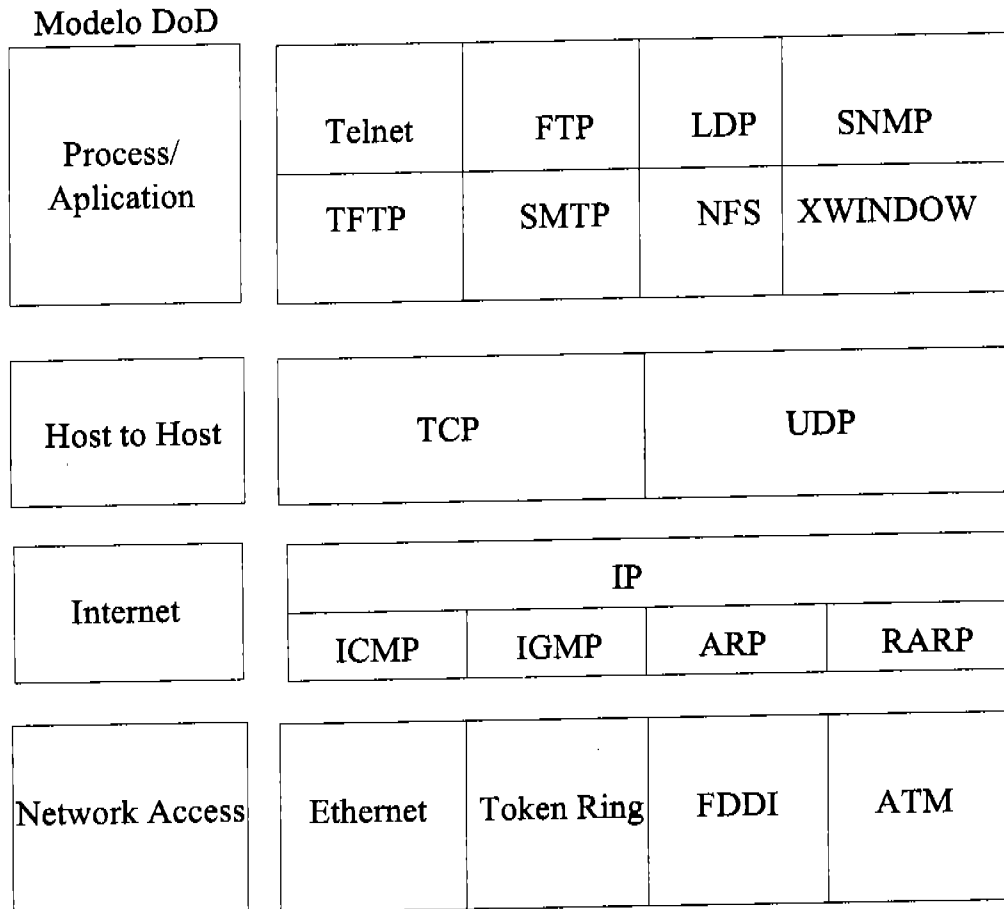 Modelo DoD
Process/
Aplication
Telnet FTP LDP SNMP
TFTP SMTP NFS XWINDOW
Host to Host
TCP UDP
Internet
IP
ICMP IGMP ARP RARP
Network Access
Ethernet Token Ring FDDI ATM